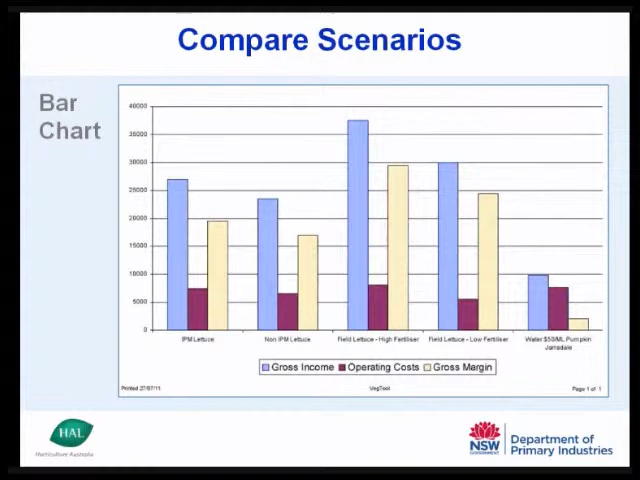 Compare Scenarios
Bar
Chart
40000
35000
30000
25000
20000
15000
10000
5000
0
IPM Lettuce
Non IPM Lettuce
Field Lettuce - High Fertiliser
Field Lettuce - Low Fertiliser
Water $50/ML Pumpkin
Jarradale
Gross Income
Operating Costs
Gross Margin
Printed 27/07/11
VegTool
Page 1 of 1
HAL
Horticulture Australia
NSW
GOVERNMENT
Department of
Primary Industries